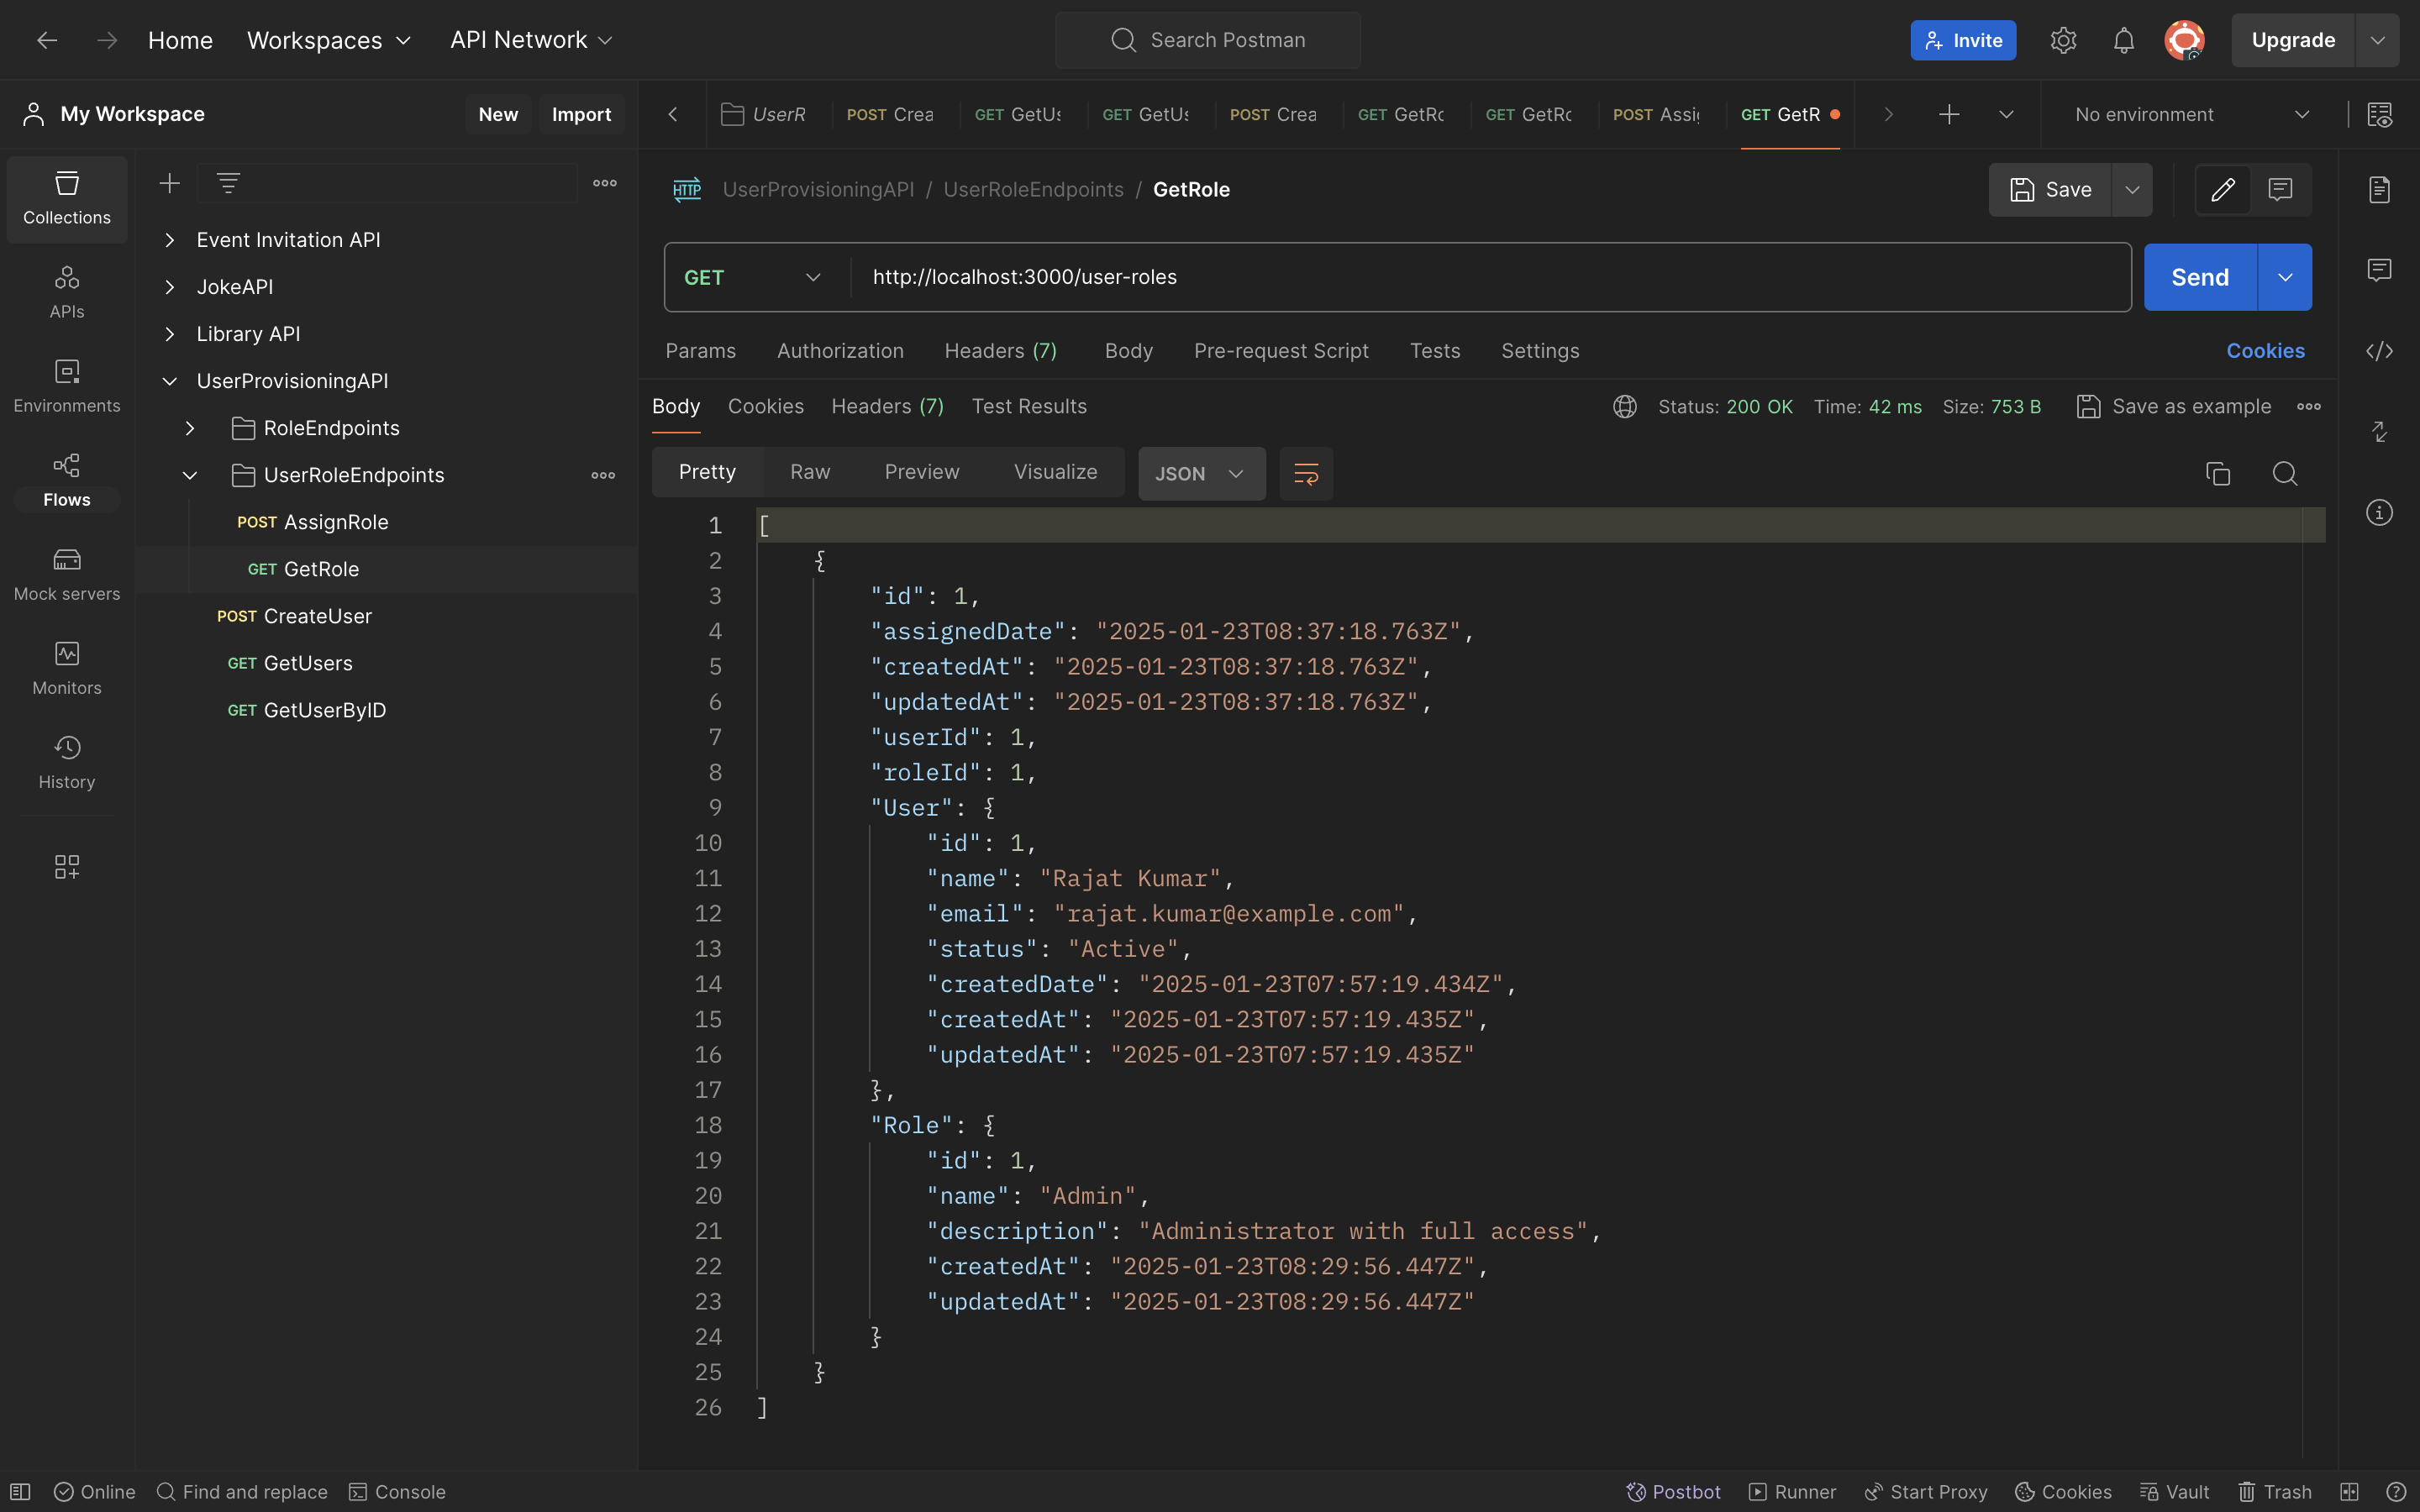 Home Workspaces API Network Search Postman Invite Upgrade
My Workspace New Import
UserR POST Crea GET GetUs GET GetUs POST Crea GET GetRo GET GetRo POST Assig GET GetR No environment
Collections
APIs
Environments
Flows
Mock servers
Monitors
History
Event Invitation API
JokeAPI
Library API
UserProvisioningAPI
RoleEndpoints
UserRoleEndpoints
POST AssignRole
GET GetRole
POST CreateUser
GET GetUsers
GET GetUserByID
HTTP UserProvisioningAPI / UserRoleEndpoints / GetRole Save
GET http://localhost:3000/user-roles Send
Params Authorization Headers (7) Body Pre-request Script Tests Settings Cookies
Body Cookies Headers (7) Test Results Status: 200 OK Time: 42 ms Size: 753 B Save as example
Pretty Raw Preview Visualize JSON
1 [
2 {
3 "id": 1,
4 "assignedDate": "2025-01-23T08:37:18.763Z",
5 "createdAt": "2025-01-23T08:37:18.763Z",
6 "updatedAt": "2025-01-23T08:37:18.763Z",
7 "userId": 1,
8 "roleId": 1,
9 "User": {
10 "id": 1,
11 "name": "Rajat Kumar",
12 "email": "rajat.kumar@example.com",
13 "status": "Active",
14 "createdDate": "2025-01-23T07:57:19.434Z",
15 "createdAt": "2025-01-23T07:57:19.435Z",
16 "updatedAt": "2025-01-23T07:57:19.435Z"
17 },
18 "Role": {
19 "id": 1,
20 "name": "Admin",
21 "description": "Administrator with full access",
22 "createdAt": "2025-01-23T08:29:56.447Z",
23 "updatedAt": "2025-01-23T08:29:56.447Z"
24 }
25 }
26 ]
Online Find and replace Console Postbot Runner Start Proxy Cookies Vault Trash